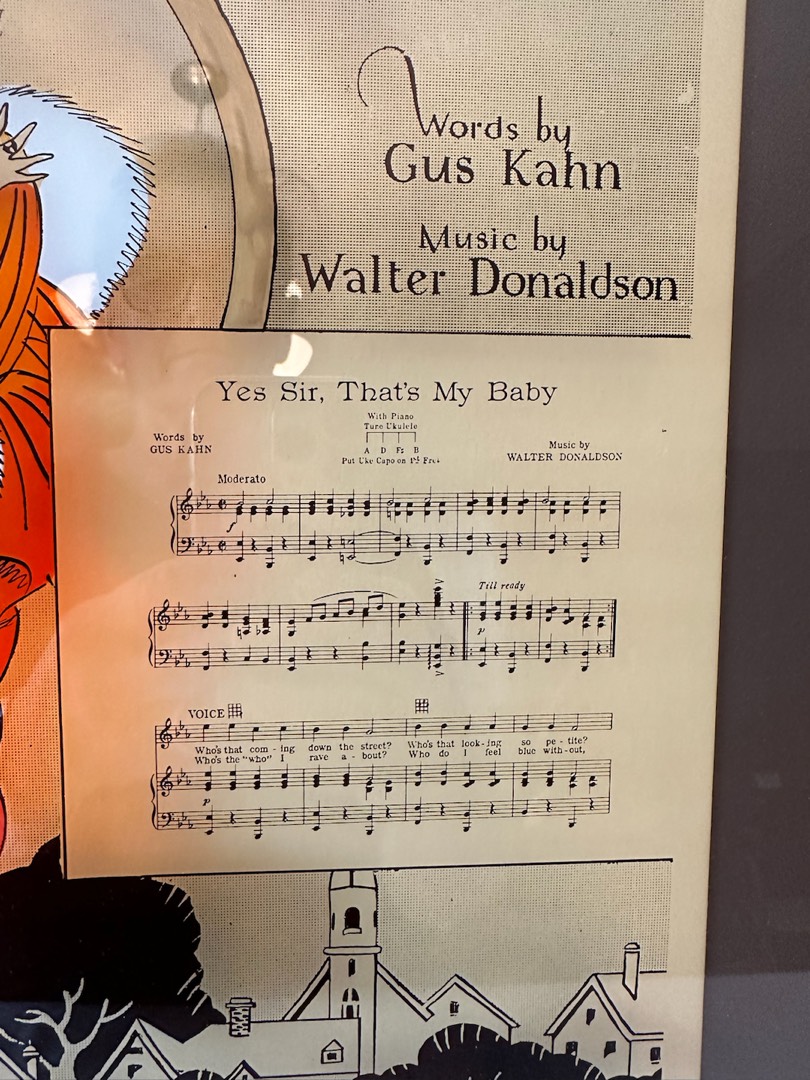 Words by
Gus Kahn
Music by
Walter Donaldson
Yes Sir, That's My Baby
With Piano
Tune Ukulele
A D F♯ B
Put Uke Capo on 1st Fret
Words by
GUS KAHN
Music by
WALTER DONALDSON
Moderato
f
Till ready
p
VOICE
Who's that com - ing down the street? Who's that look - ing so pe - tite?
Who's the "who" I rave a - bout? Who do I feel blue with - out,
p